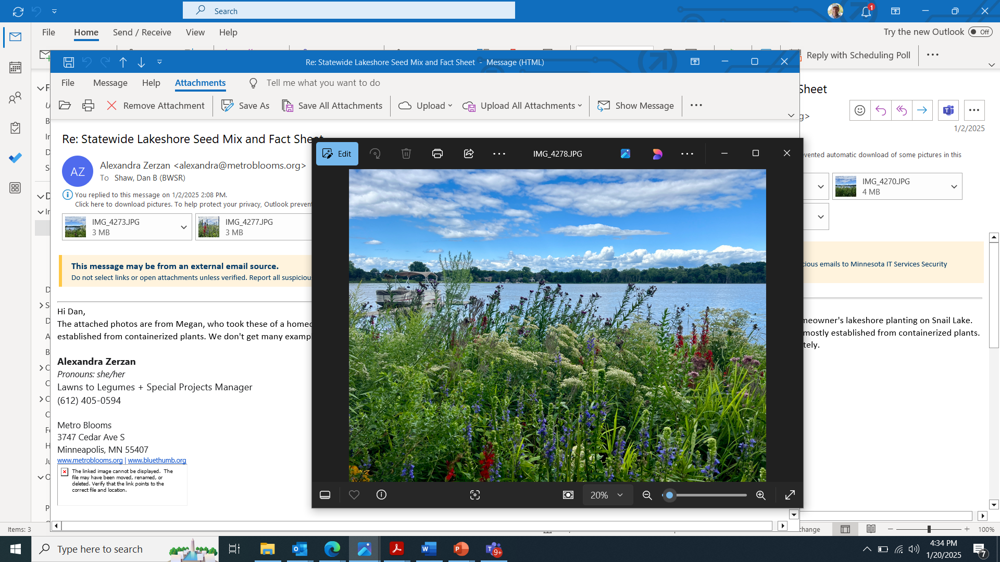 Search
1
File
Home
Send / Receive
View
Help
Try the new Outlook
Off
Reply with Scheduling Poll
Re: Statewide Lakeshore Seed Mix and Fact Sheet - Message (HTML)
File
Message
Help
Attachments
Tell me what you want to do
Remove Attachment
Save As
Save All Attachments
Upload
Upload All Attachments
Show Message
Sheet
g>
1/2/2025
Re: Statewide Lakeshore Seed Mix and Fact Sheet
AZ
Alexandra Zerzan <alexandra@metroblooms.org>
To Shaw, Dan B (BWSR)
You replied to this message on 1/2/2025 2:08 PM.
Click here to download pictures. To help protect your privacy, Outlook prevent
IMG_4273.JPG
3 MB
IMG_4277.JPG
3 MB
Edit
IMG_4278.JPG
evented automatic download of some pictures in this
IMG_4270.JPG
4 MB
This message may be from an external email source.
Do not select links or open attachments unless verified. Report all suspiciou
cious emails to Minnesota IT Services Security
Hi Dan,
The attached photos are from Megan, who took these of a homeo
established from containerized plants. We don't get many examp
meowner's lakeshore planting on Snail Lake.
mostly established from containerized plants.
tely.
Alexandra Zerzan
Pronouns: she/her
Lawns to Legumes + Special Projects Manager
(612) 405-0594
Metro Blooms
3747 Cedar Ave S
Minneapolis, MN 55407
www.metroblooms.org | www.bluethumb.org
The linked image cannot be displayed. The
file may have been moved, renamed, or
deleted. Verify that the link points to the
correct file and location.
20%
Items: 3
change
100%
Type here to search
9+
4:34 PM
1/20/2025
7